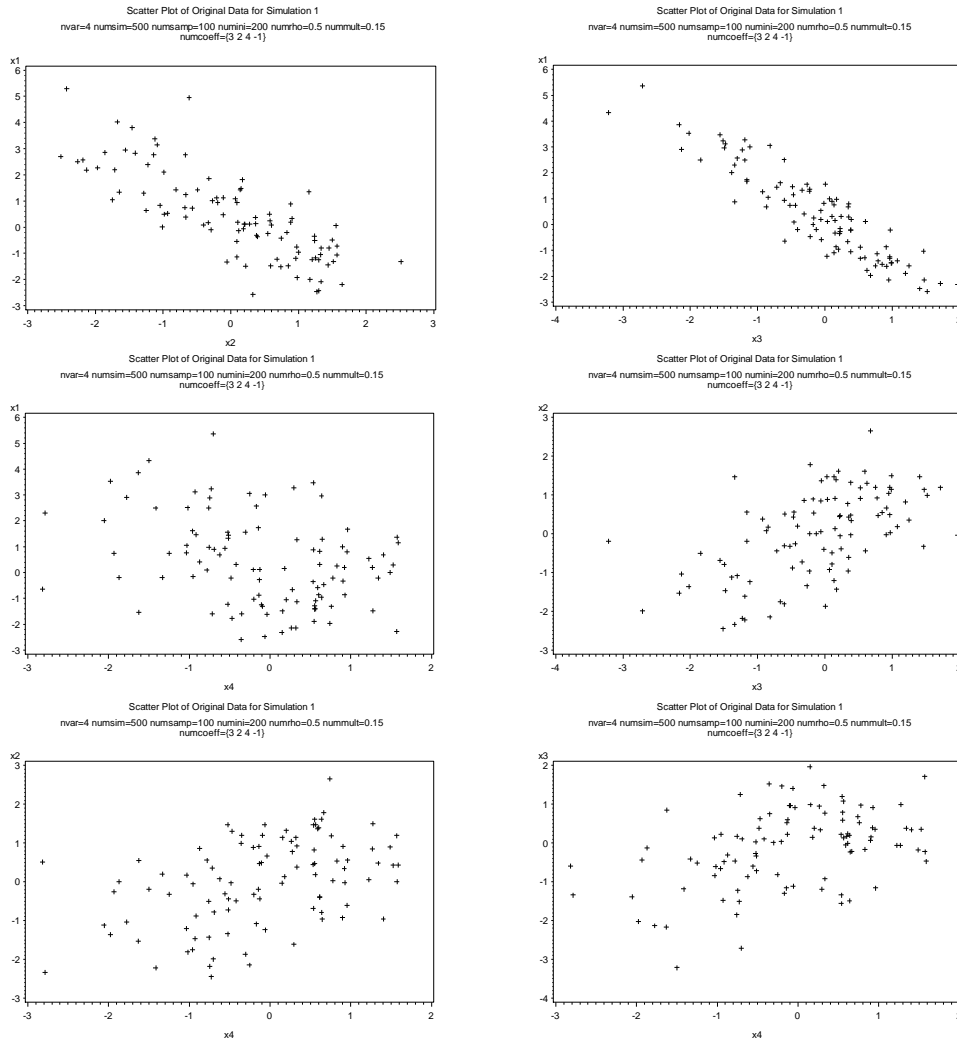 Scatter Plot of Original Data for Simulation 1
nvar=4 numsim=500 numsamp=100 numini=200 numrho=0.5 nummult=0.15
numcoeff={3 2 4 -1}
x1
6
5
4
3
2
1
0
-1
-2
-3
-3 -2 -1 0 1 2 3
x2
Scatter Plot of Original Data for Simulation 1
nvar=4 numsim=500 numsamp=100 numini=200 numrho=0.5 nummult=0.15
numcoeff={3 2 4 -1}
x1
6
5
4
3
2
1
0
-1
-2
-3
-4 -3 -2 -1 0 1
x3
Scatter Plot of Original Data for Simulation 1
nvar=4 numsim=500 numsamp=100 numini=200 numrho=0.5 nummult=0.15
numcoeff={3 2 4 -1}
x1
6
5
4
3
2
1
0
-1
-2
-3
-3 -2 -1 0 1 2
x4
Scatter Plot of Original Data for Simulation 1
nvar=4 numsim=500 numsamp=100 numini=200 numrho=0.5 nummult=0.15
numcoeff={3 2 4 -1}
x2
3
2
1
0
-1
-2
-3
-4 -3 -2 -1 0 1
x3
Scatter Plot of Original Data for Simulation 1
nvar=4 numsim=500 numsamp=100 numini=200 numrho=0.5 nummult=0.15
numcoeff={3 2 4 -1}
x2
3
2
1
0
-1
-2
-3
-3 -2 -1 0 1 2
x4
Scatter Plot of Original Data for Simulation 1
nvar=4 numsim=500 numsamp=100 numini=200 numrho=0.5 nummult=0.15
numcoeff={3 2 4 -1}
x3
2
1
0
-1
-2
-3
-4
-3 -2 -1 0 1
x4